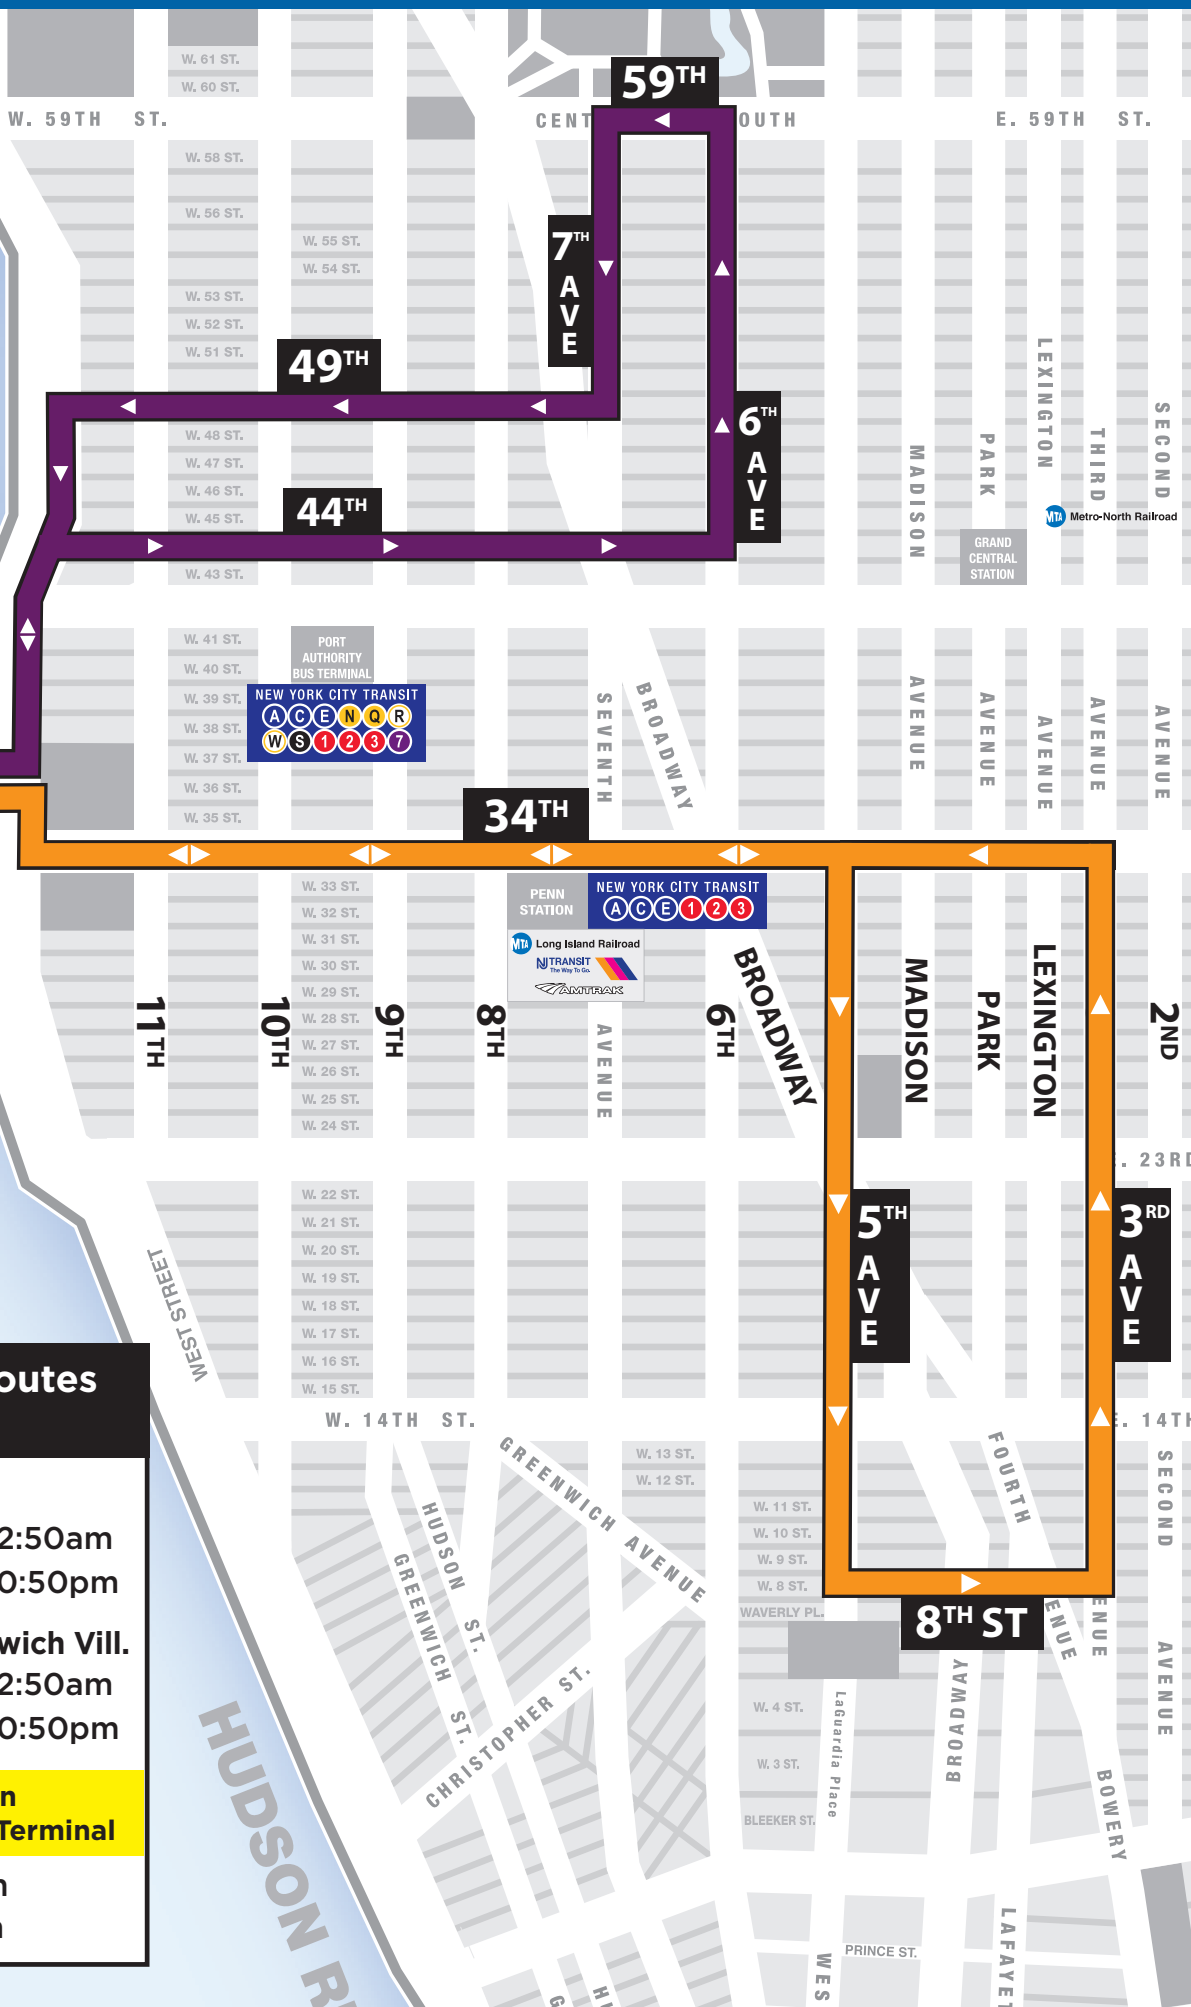 W. 61 ST.
W. 60 ST.
59TH
W. 59TH ST.
CENT
OUTH
E. 59TH ST.
W. 58 ST.
W. 56 ST.
W. 55 ST.
W. 54 ST.
7TH AVE
W. 53 ST.
W. 52 ST.
W. 51 ST.
49TH
6TH AVE
W. 48 ST.
W. 47 ST.
W. 46 ST.
W. 45 ST.
44TH
W. 43 ST.
MADISON
PARK
LEXINGTON
THIRD
SECOND
MTA Metro-North Railroad
GRAND
CENTRAL
STATION
W. 41 ST.
W. 40 ST.
W. 39 ST.
W. 38 ST.
W. 37 ST.
W. 36 ST.
W. 35 ST.
PORT
AUTHORITY
BUS TERMINAL
NEW YORK CITY TRANSIT
A C E N Q R
W S 1 2 3 7
SEVENTH
BROADWAY
AVENUE
AVENUE
AVENUE
AVENUE
AVENUE
34TH
W. 33 ST.
W. 32 ST.
W. 31 ST.
W. 30 ST.
W. 29 ST.
W. 28 ST.
W. 27 ST.
W. 26 ST.
W. 25 ST.
W. 24 ST.
PENN
STATION
NEW YORK CITY TRANSIT
A C E 1 2 3
MTA Long Island Railroad
NJ TRANSIT
The Way To Go.
AMTRAK
11TH
10TH
9TH
8TH
AVENUE
6TH
BROADWAY
MADISON
PARK
LEXINGTON
2ND
E. 23RD
W. 22 ST.
W. 21 ST.
W. 20 ST.
W. 19 ST.
W. 18 ST.
W. 17 ST.
W. 16 ST.
W. 15 ST.
5TH AVE
3RD AVE
WEST STREET
W. 14TH ST.
E. 14TH
outes
2:50am
0:50pm
wich Vill.
2:50am
0:50pm
n
Terminal
n
HUDSON R
GREENWICH AVENUE
HUDSON ST.
GREENWICH ST.
CHRISTOPHER ST.
W. 13 ST.
W. 12 ST.
W. 11 ST.
W. 10 ST.
W. 9 ST.
W. 8 ST.
WAVERLY PL.
8TH ST
FOURTH
ENUE
ENUE
SECOND
AVENUE
W. 4 ST.
W. 3 ST.
BLEEKER ST.
LaGuardia Place
BROADWAY
BOWERY
PRINCE ST.
WES
LAFAYET
G
H